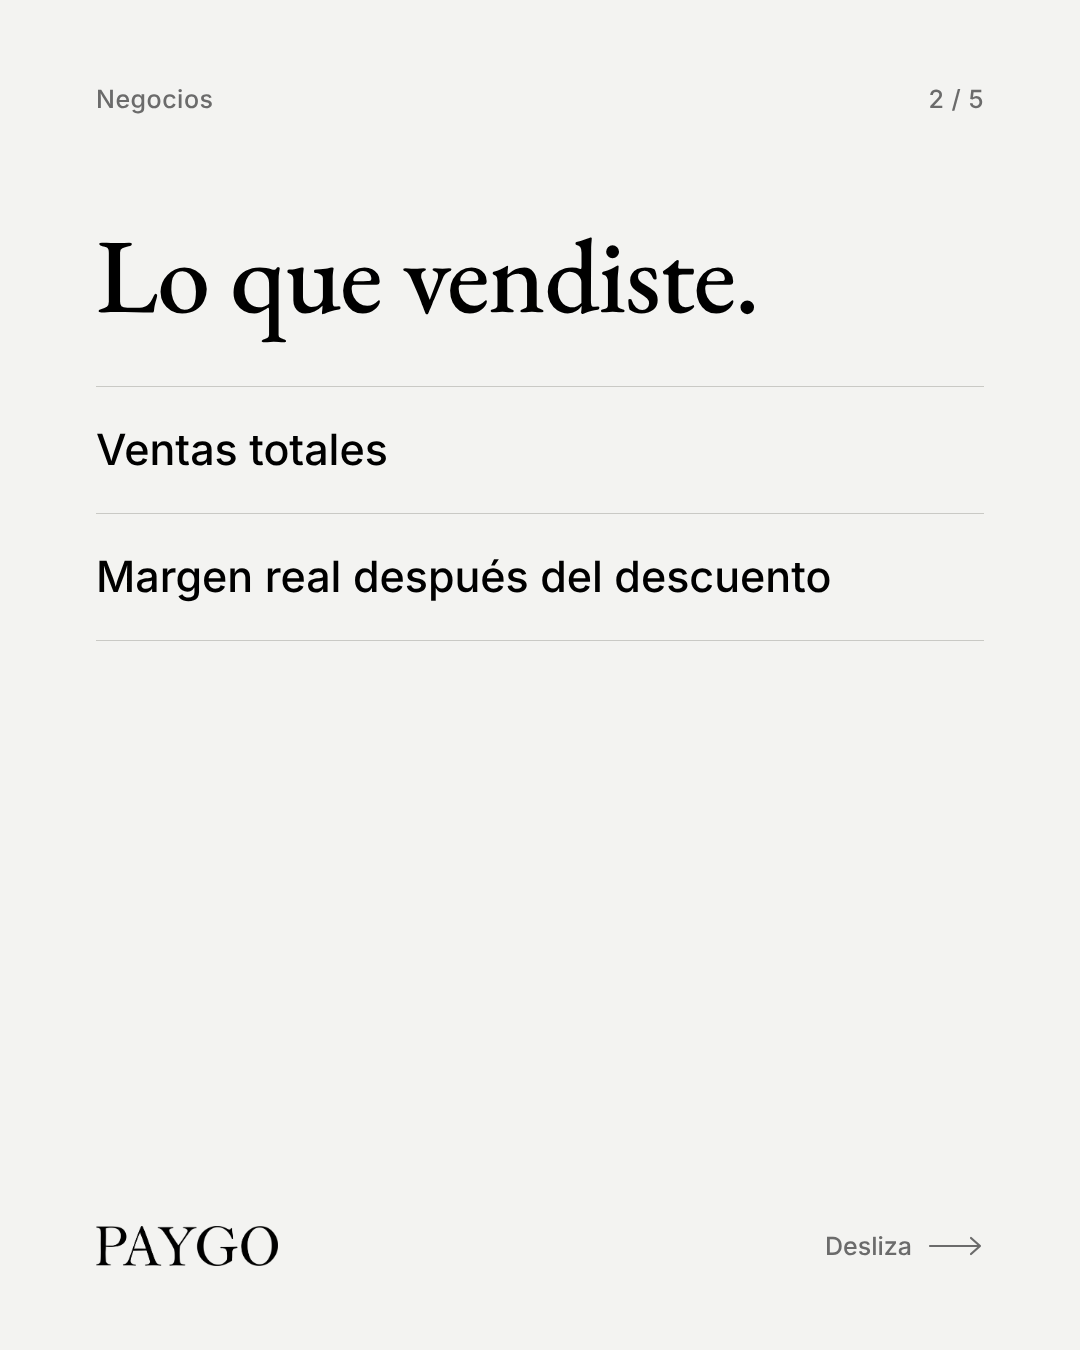 Negocios
2 / 5
Lo que vendiste.
Ventas totales
Margen real después del descuento
PAYGO
Desliza